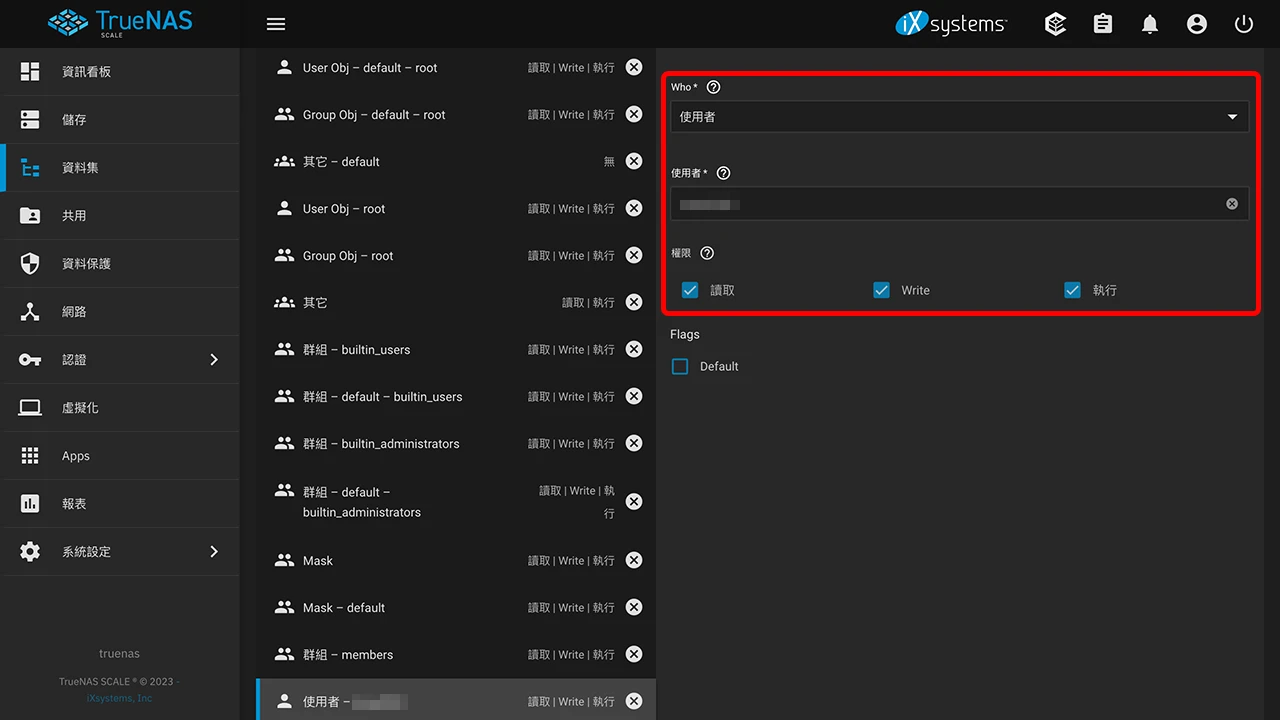 TrueNAS
SCALE
iXsystems™
資訊看板
儲存
資料集
共用
資料保護
網路
認證
虛擬化
Apps
報表
系統設定
truenas
TrueNAS SCALE ® © 2023 -
iXsystems, Inc
User Obj – default – root 讀取 | Write | 執行
Group Obj – default – root 讀取 | Write | 執行
其它 – default 無
User Obj – root 讀取 | Write | 執行
Group Obj – root 讀取 | Write | 執行
其它 讀取 | 執行
群組 – builtin_users 讀取 | Write | 執行
群組 – default – builtin_users 讀取 | Write | 執行
群組 – builtin_administrators 讀取 | Write | 執行
群組 – default – 讀取 | Write | 執
builtin_administrators 行
Mask 讀取 | Write | 執行
Mask – default 讀取 | Write | 執行
群組 – members 讀取 | Write | 執行
使用者 – 讀取 | Write | 執行
Who *
使用者
使用者 *
權限
讀取 Write 執行
Flags
Default